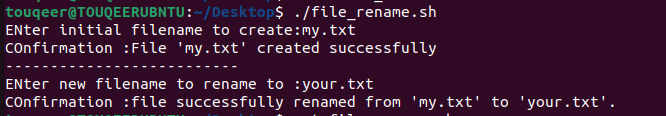 touqeer@TOUQEERUBNTU:~/Desktop$ ./file_rename.sh
ENter initial filename to create:my.txt
COnfirmation :File 'my.txt' created successfully
--------------------------
ENter new filename to rename to :your.txt
COnfirmation :file successfully renamed from 'my.txt' to 'your.txt'.